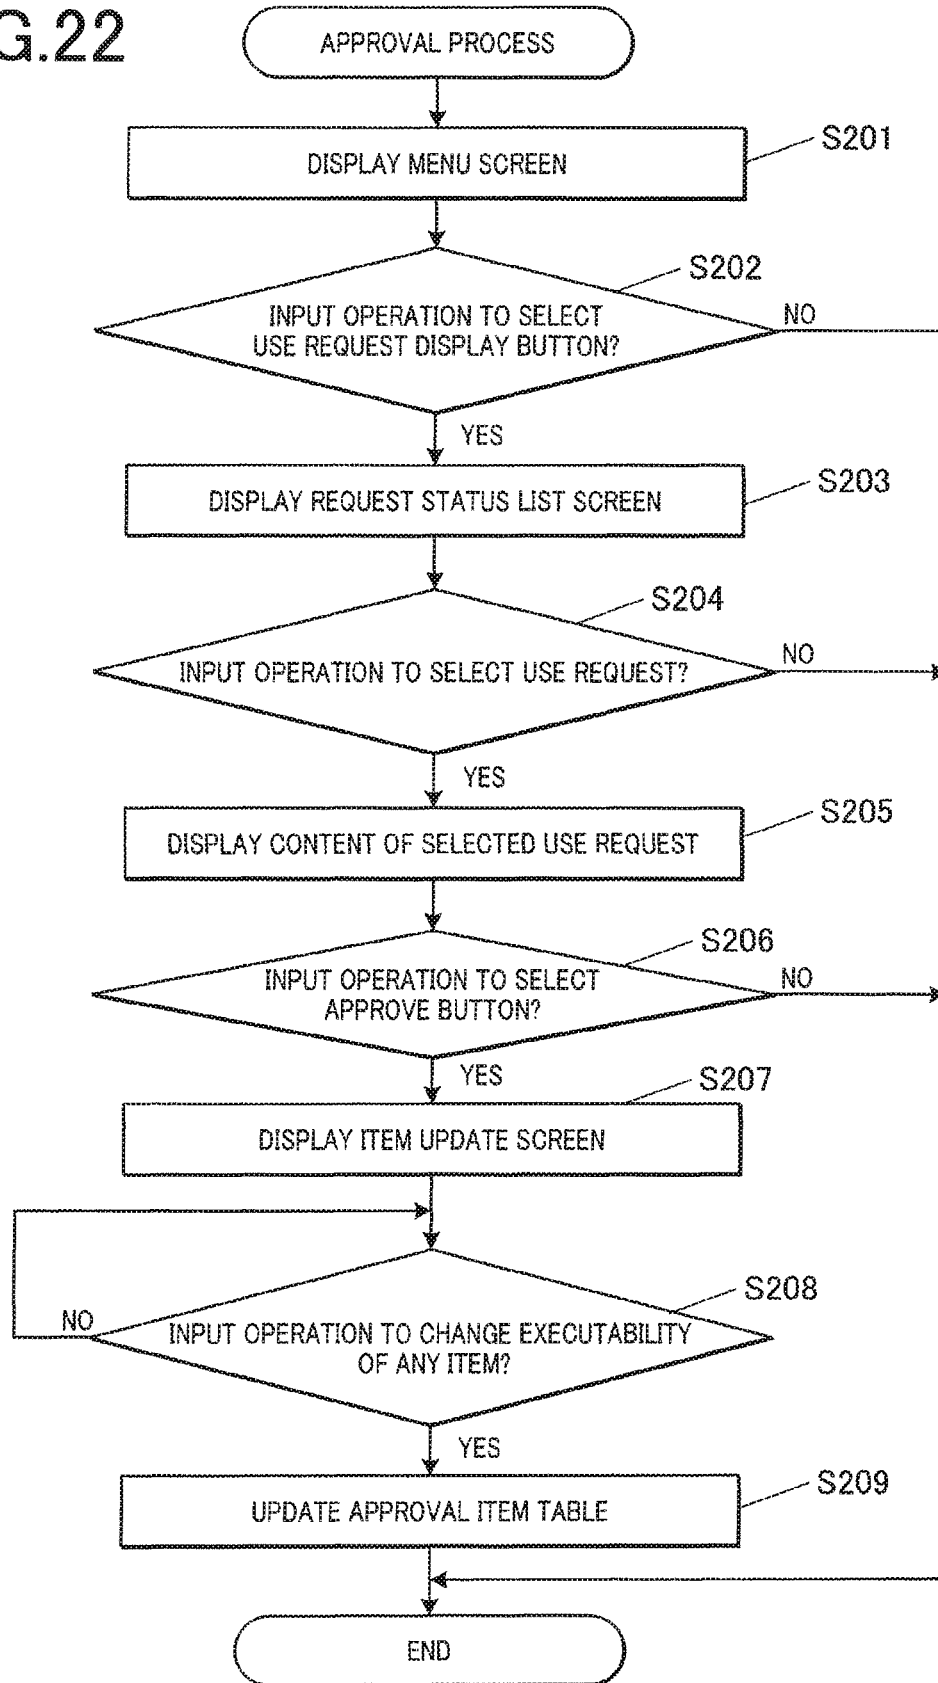 G.22
APPROVAL PROCESS
S201
DISPLAY MENU SCREEN
S202
INPUT OPERATION TO SELECT
USE REQUEST DISPLAY BUTTON?
NO
YES
S203
DISPLAY REQUEST STATUS LIST SCREEN
S204
INPUT OPERATION TO SELECT USE REQUEST?
NO
YES
S205
DISPLAY CONTENT OF SELECTED USE REQUEST
S206
INPUT OPERATION TO SELECT
APPROVE BUTTON?
NO
YES
S207
DISPLAY ITEM UPDATE SCREEN
S208
NO
INPUT OPERATION TO CHANGE EXECUTABILITY
OF ANY ITEM?
YES
S209
UPDATE APPROVAL ITEM TABLE
END